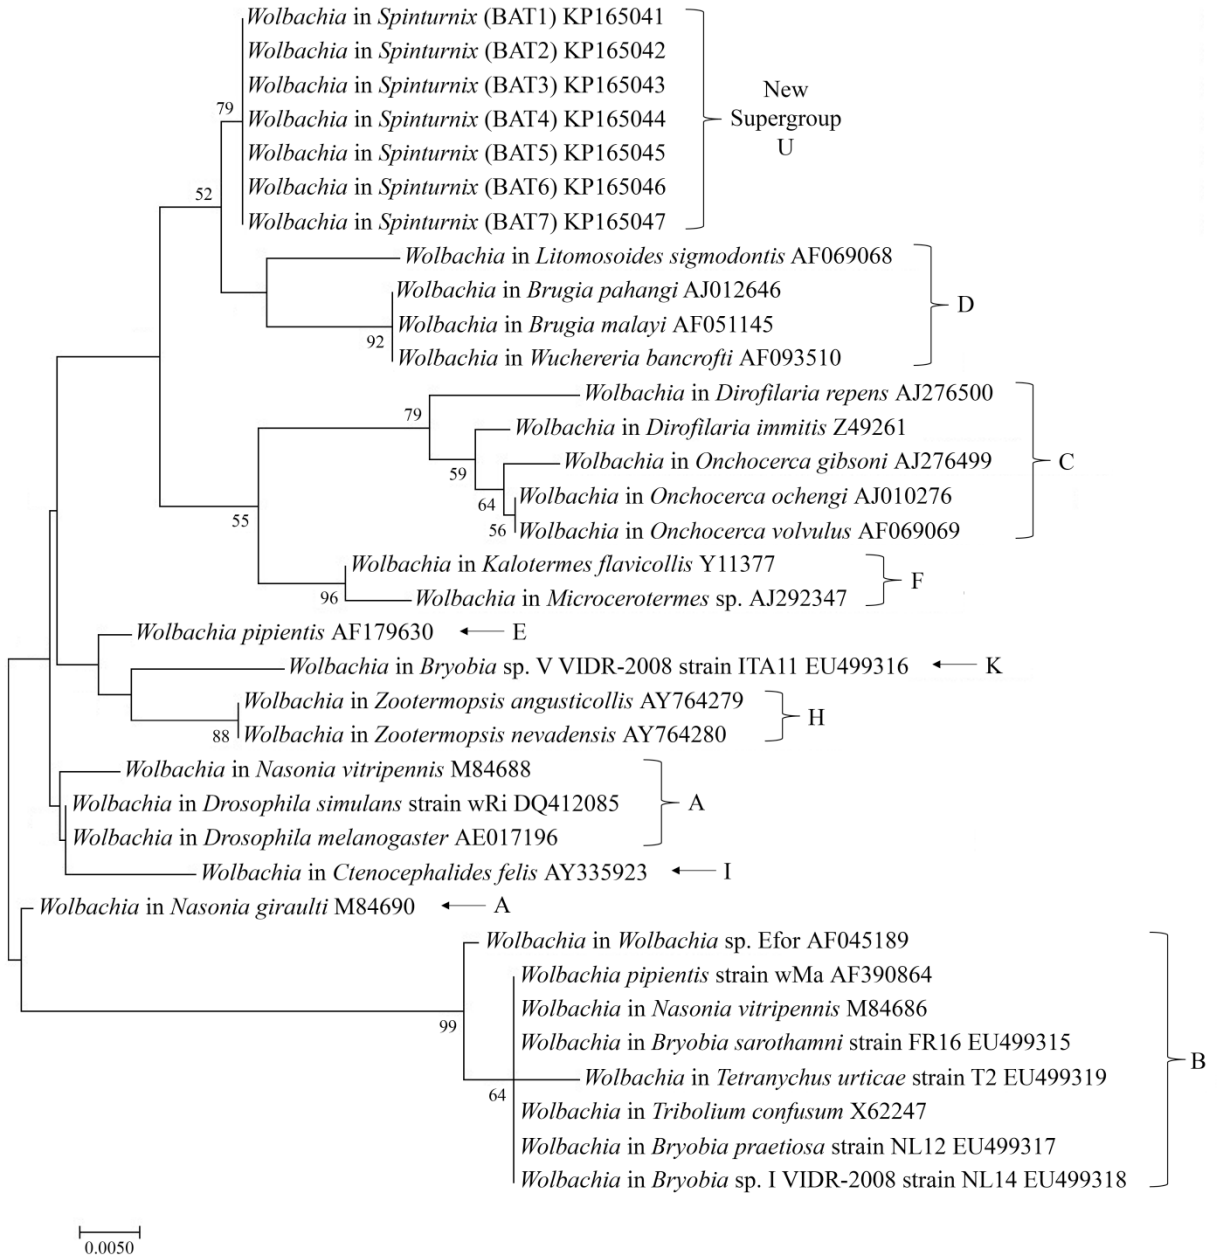 Wolbachia in Spinturnix (BAT1) KP165041
Wolbachia in Spinturnix (BAT2) KP165042
Wolbachia in Spinturnix (BAT3) KP165043
79
Wolbachia in Spinturnix (BAT4) KP165044
Wolbachia in Spinturnix (BAT5) KP165045
Wolbachia in Spinturnix (BAT6) KP165046
Wolbachia in Spinturnix (BAT7) KP165047
New
Supergroup
U
52
Wolbachia in Litomosoides sigmodontis AF069068
Wolbachia in Brugia pahangi AJ012646
Wolbachia in Brugia malayi AF051145
92
Wolbachia in Wuchereria bancrofti AF093510
D
Wolbachia in Dirofilaria repens AJ276500
79
Wolbachia in Dirofilaria immitis Z49261
59
Wolbachia in Onchocerca gibsoni AJ276499
64
Wolbachia in Onchocerca ochengi AJ010276
56
Wolbachia in Onchocerca volvulus AF069069
C
55
Wolbachia in Kalotermes flavicollis Y11377
96
Wolbachia in Microcerotermes sp. AJ292347
F
Wolbachia pipientis AF179630
E
Wolbachia in Bryobia sp. V VIDR-2008 strain ITA11 EU499316
K
Wolbachia in Zootermopsis angusticollis AY764279
88
Wolbachia in Zootermopsis nevadensis AY764280
H
Wolbachia in Nasonia vitripennis M84688
Wolbachia in Drosophila simulans strain wRi DQ412085
Wolbachia in Drosophila melanogaster AE017196
A
Wolbachia in Ctenocephalides felis AY335923
I
Wolbachia in Nasonia giraulti M84690
A
Wolbachia in Wolbachia sp. Efor AF045189
99
Wolbachia pipientis strain wMa AF390864
Wolbachia in Nasonia vitripennis M84686
Wolbachia in Bryobia sarothamni strain FR16 EU499315
Wolbachia in Tetranychus urticae strain T2 EU499319
64
Wolbachia in Tribolium confusum X62247
Wolbachia in Bryobia praetiosa strain NL12 EU499317
Wolbachia in Bryobia sp. I VIDR-2008 strain NL14 EU499318
B
0.0050